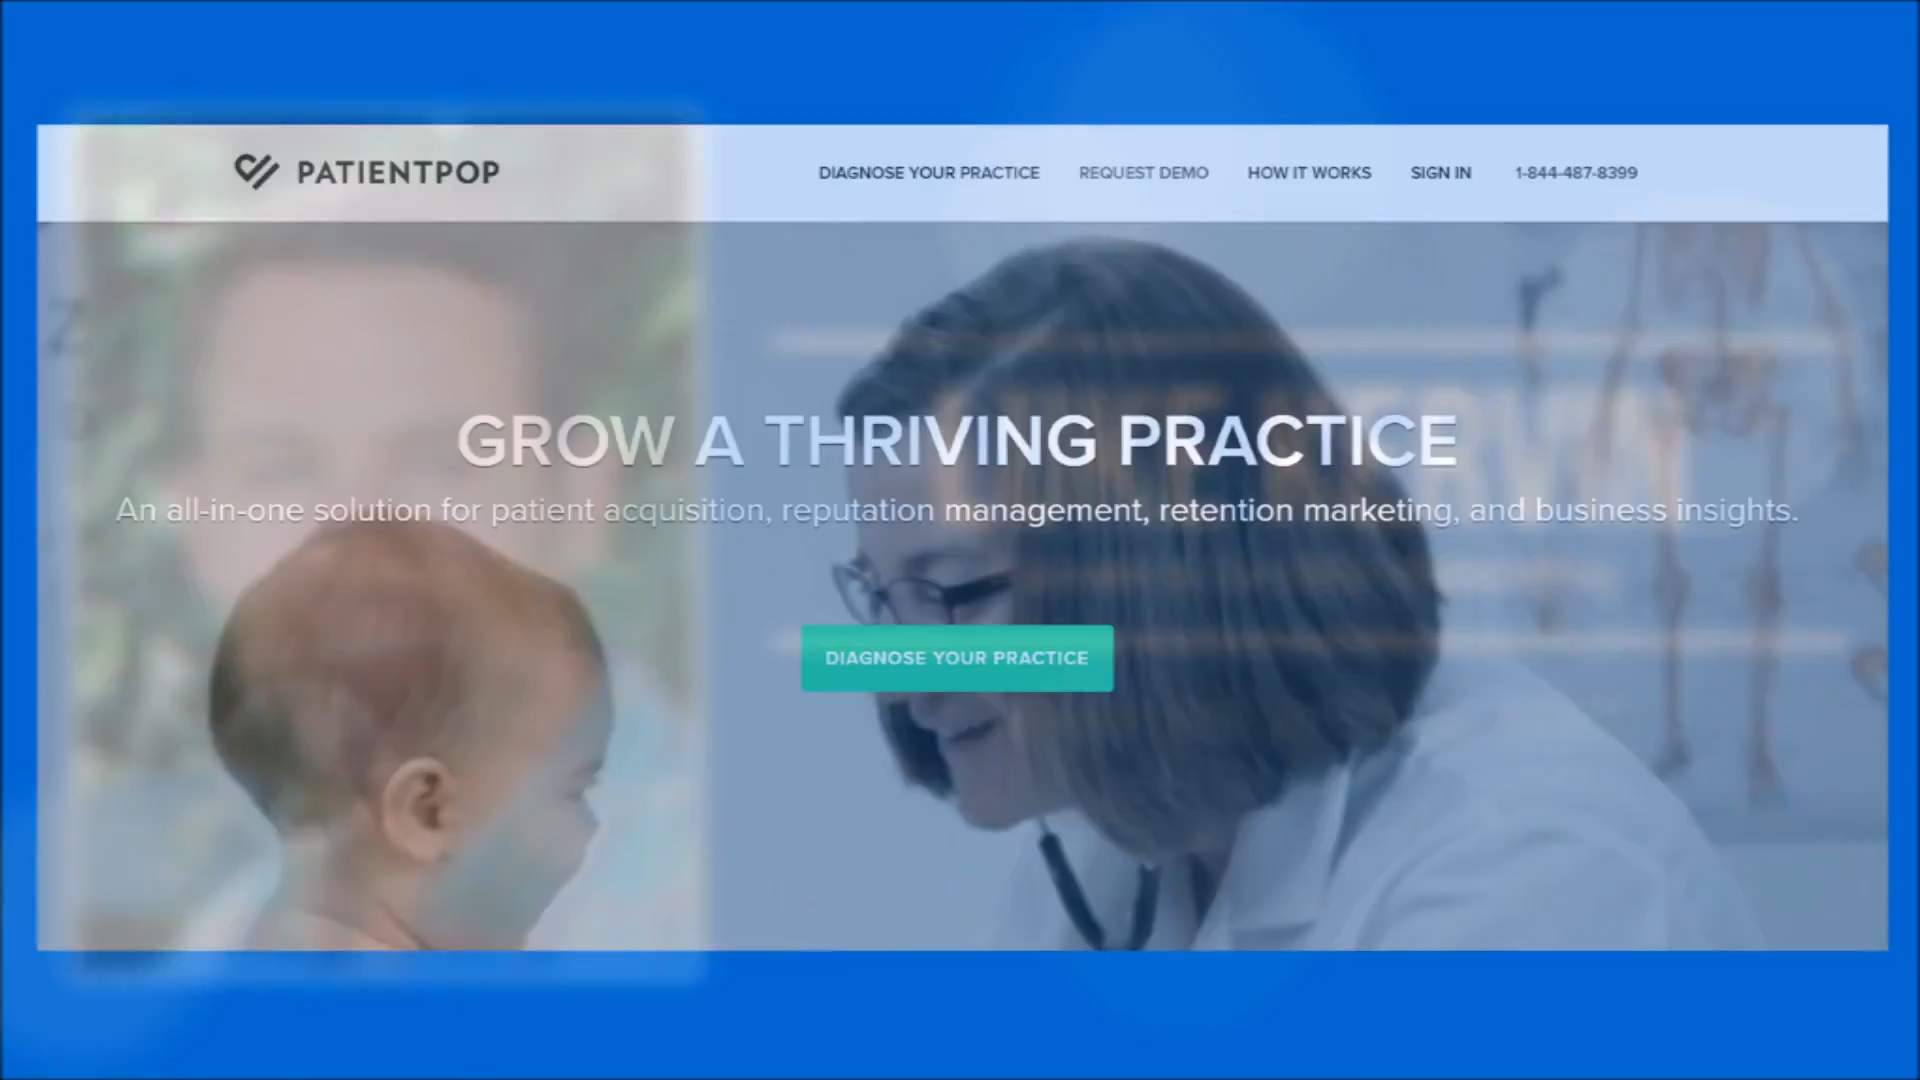 PATIENTPOP
DIAGNOSE YOUR PRACTICE REQUEST DEMO HOW IT WORKS SIGN IN 1-844-487-8399
GROW A THRIVING PRACTICE
An all-in-one solution for patient acquisition, reputation management, retention marketing, and business insights.
DIAGNOSE YOUR PRACTICE